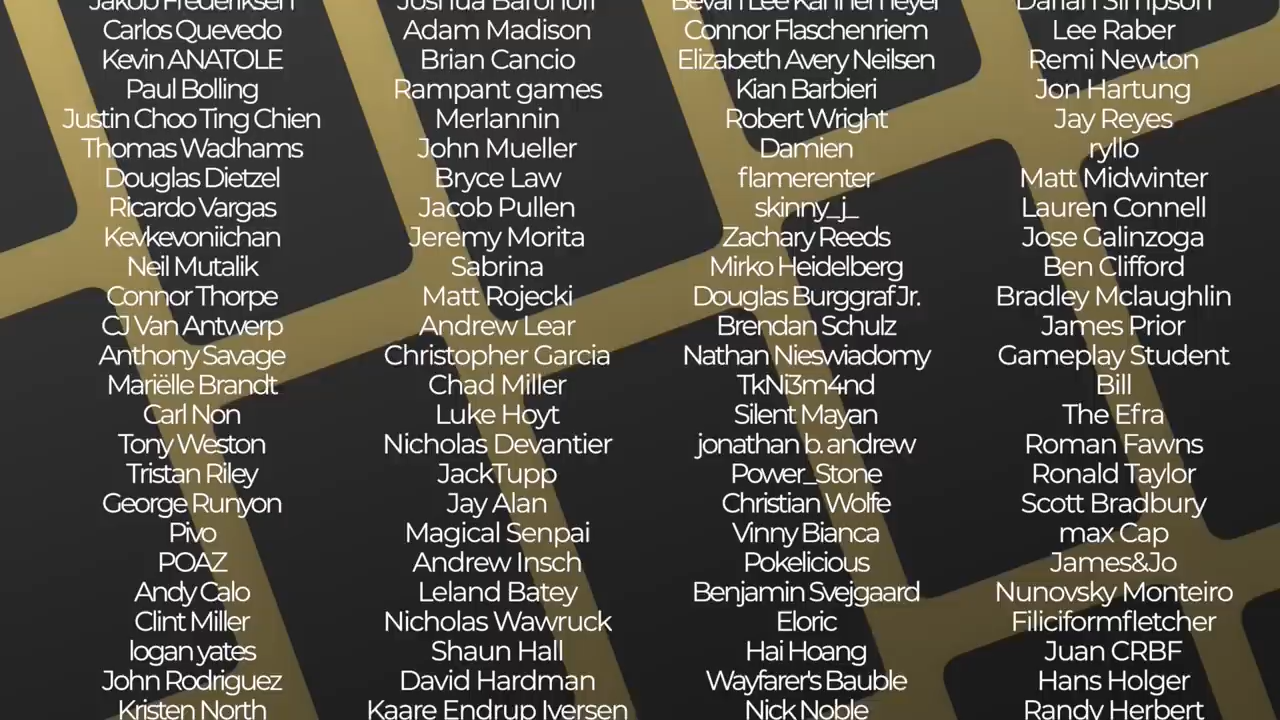 Jakob Frederiksen
Carlos Quevedo
Kevin ANATOLE
Paul Bolling
Justin Choo Ting Chien
Thomas Wadhams
Douglas Dietzel
Ricardo Vargas
Kevkevoniichan
Neil Mutalik
Connor Thorpe
CJ Van Antwerp
Anthony Savage
Mariëlle Brandt
Carl Non
Tony Weston
Tristan Riley
George Runyon
Pivo
POAZ
Andy Calo
Clint Miller
logan yates
John Rodriguez
Kristen North
Joshua Baronoff
Adam Madison
Brian Cancio
Rampant games
Merlannin
John Mueller
Bryce Law
Jacob Pullen
Jeremy Morita
Sabrina
Matt Rojecki
Andrew Lear
Christopher Garcia
Chad Miller
Luke Hoyt
Nicholas Devantier
JackTupp
Jay Alan
Magical Senpai
Andrew Insch
Leland Batey
Nicholas Wawruck
Shaun Hall
David Hardman
Kaare Endrup Iversen
Bevan Lee Kannemeyer
Connor Flaschenriem
Elizabeth Avery Neilsen
Kian Barbieri
Robert Wright
Damien
flamerenter
skinny_j_
Zachary Reeds
Mirko Heidelberg
Douglas Burggraf Jr.
Brendan Schulz
Nathan Nieswiadomy
TkNi3m4nd
Silent Mayan
jonathan b. andrew
Power_Stone
Christian Wolfe
Vinny Bianca
Pokelicious
Benjamin Svejgaard
Eloric
Hai Hoang
Wayfarer's Bauble
Nick Noble
Darian Simpson
Lee Raber
Remi Newton
Jon Hartung
Jay Reyes
ryllo
Matt Midwinter
Lauren Connell
Jose Galinzoga
Ben Clifford
Bradley Mclaughlin
James Prior
Gameplay Student
Bill
The Efra
Roman Fawns
Ronald Taylor
Scott Bradbury
max Cap
James&Jo
Nunovsky Monteiro
Filiciformfletcher
Juan CRBF
Hans Holger
Randy Herbert